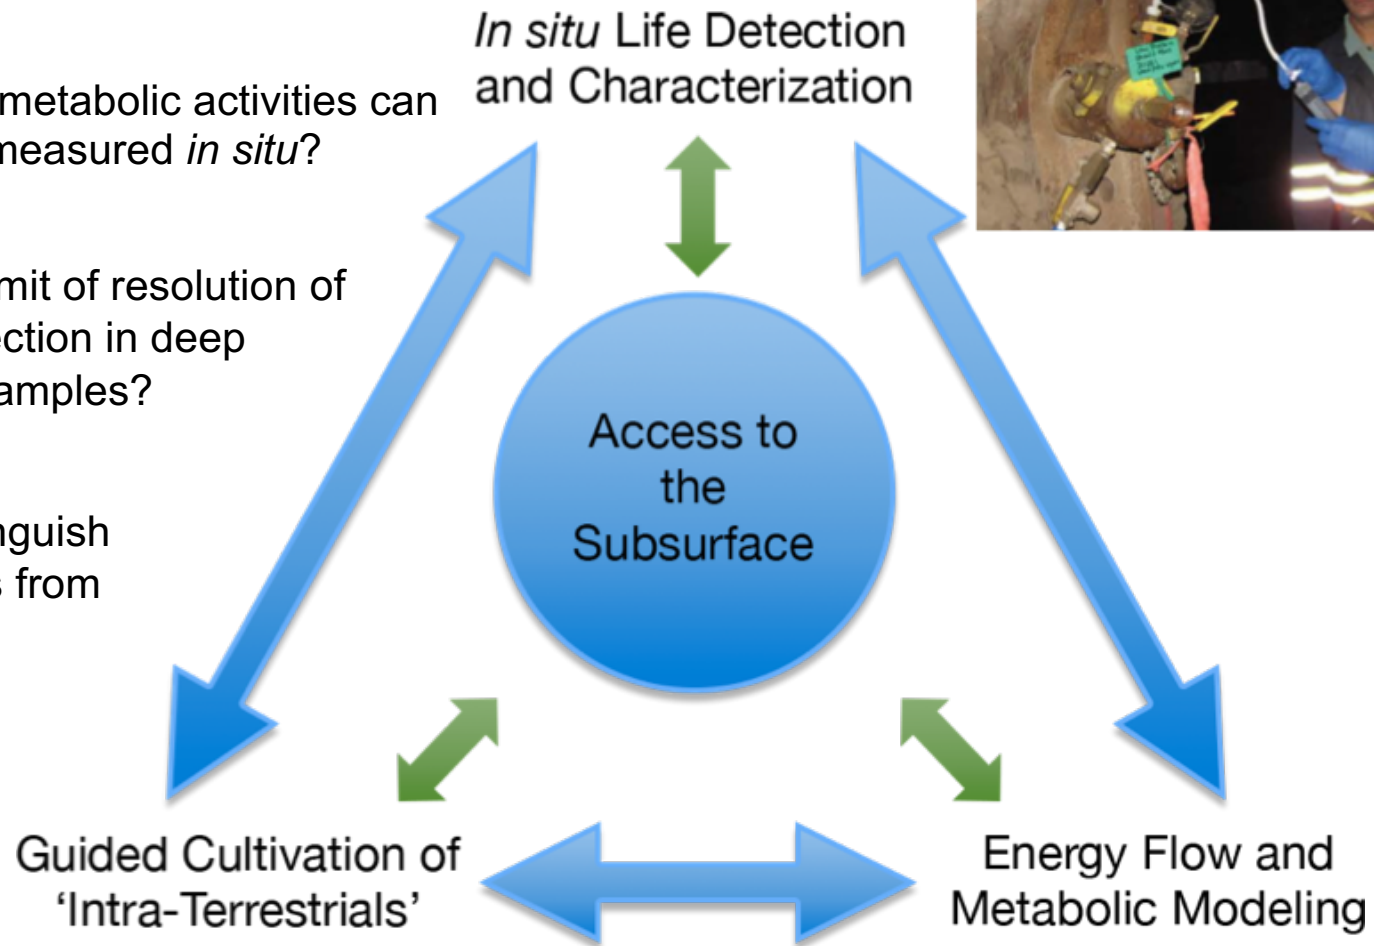 In situ Life Detection
and Characterization
metabolic activities can
measured in situ?
mit of resolution of
ection in deep
amples?
nguish
s from
Access to
the
Subsurface
Guided Cultivation of
‘Intra-Terrestrials’
Energy Flow and
Metabolic Modeling